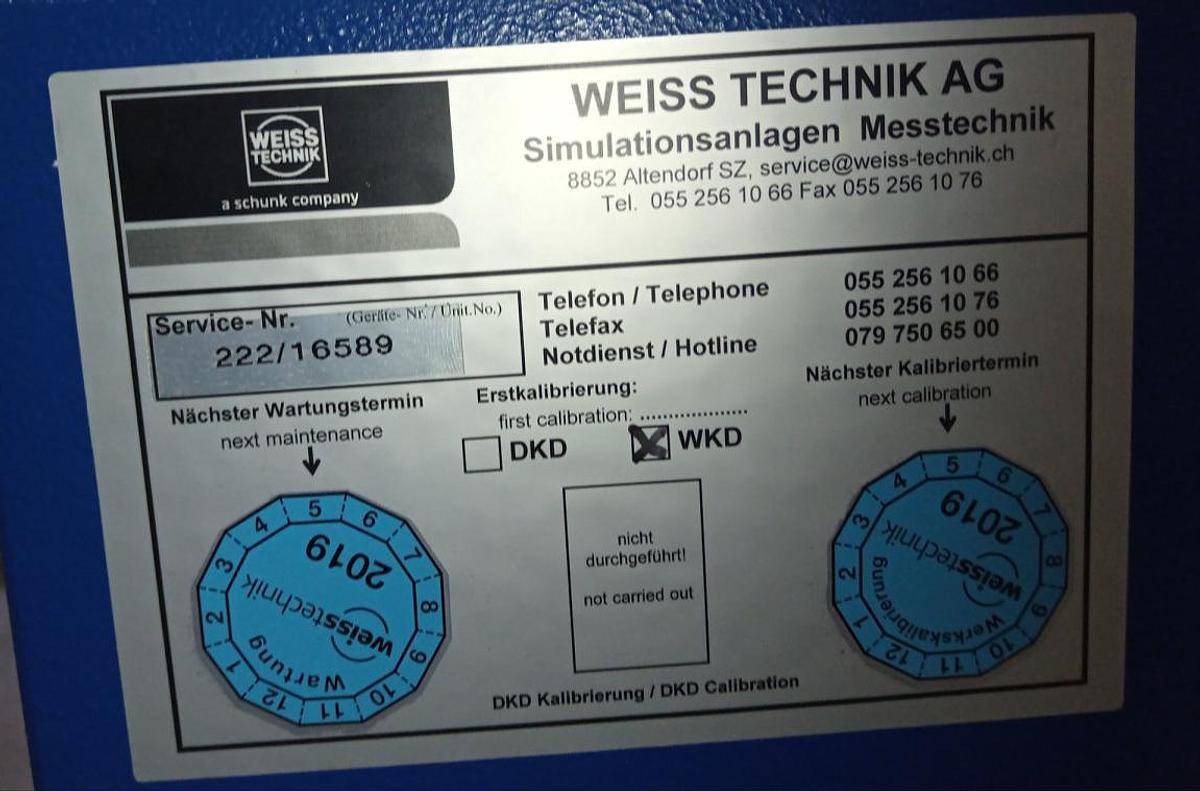 WEISS
TECHNIK
a schunk company
WEISS TECHNIK AG
Simulationsanlagen Messtechnik
8852 Altendorf SZ, service@weiss-technik.ch
Tel. 055 256 10 66 Fax 055 256 10 76
Service- Nr. (Geräte- Nr. / Unit.No.)
222/16589
Telefon / Telephone 055 256 10 66
Telefax 055 256 10 76
Notdienst / Hotline 079 750 65 00
Nächster Wartungstermin
next maintenance
Erstkalibrierung:
first calibration: ...................
DKD
WKD
Nächster Kalibriertermin
next calibration
1 2 3 4 5 6 7 8 9 10 11 12
2019
weisstechnik
Wartung
nicht
durchgeführt!
not carried out
DKD Kalibrierung / DKD Calibration
1 2 3 4 5 6 7 8 9 10 11 12
2019
weisstechnik
Werkskalibrierung